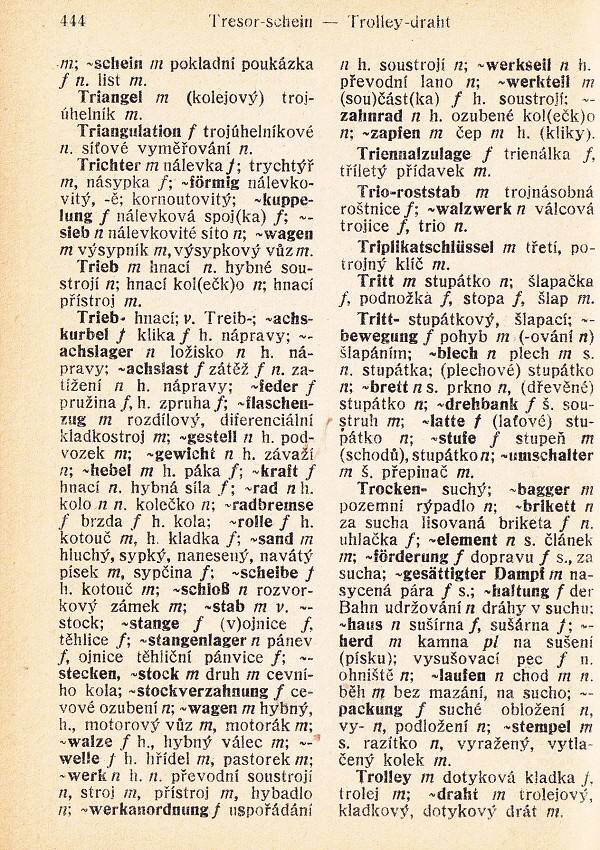 444 Tresor-schein — Trolley-draht
m; ~schein m pokladní poukázka
f n. list m.
Triangel m (kolejový) troj-
úhelník m.
Triangulation f trojúhelníkové
n. síťové vyměřování n.
Trichter m nálevka f; trychtýř
m, násypka f; ~förmig nálevko-
vitý, -ě; kornoutovitý; ~kuppe-
lung f nálevková spoj(ka) f; ~-
sieb n nálevkovité síto n; ~wagen
m výsypník m, výsypkový vůz m.
Trieb m hnací n. hybné sou-
strojí n; hnací kol(ečk)o n; hnací
přístroj m.
Trieb- hnací; v. Treib-; ~achs-
kurbel f klika f h. nápravy; ~-
achslager n ložisko n h. ná-
pravy; ~achslast f zátěž f n. za-
tížení n h. nápravy; ~feder f
pružina f, h. zpruha f; ~flaschen-
zug m rozdílový, diferenciální
kladkostroj m; ~gestell n h. pod-
vozek m; ~gewicht n h. závaží
n; ~hebel m h. páka f; ~kraft f
hnací n. hybná síla f; ~rad n h.
kolo n n. kolečko n; ~radbremse
f brzda f h. kola; ~rolle f h.
kotouč m, h. kladka f; ~sand m
hluchý, sypký, nanesený, navátý
písek m, sypčina f; ~scheibe f
h. kotouč m; ~schloß n rozvor-
kový zámek m; ~stab m v. ~-
stock; ~stange f (v)ojnice f,
těhlice f; ~stangenlager n pánev
f, ojnice těhliční pánvice f; ~-
stecken, ~stock m druh m cevní-
ho kola; ~stockverzahnung f ce-
vové ozubení n; ~wagen m hybný,
h., motorový vůz m, motorák m;
~walze f h., hybný válec m; ~-
welle f h. hřídel m, pastorek m;
~werk n h. n. převodní soustrojí
n, stroj m, přístroj m, hybadlo
n; ~werkanordnung f uspořádání
n h. soustrojí n; ~werkseil n h.
převodní lano n; ~werkteil m
(sou)část(ka) f h. soustrojí; ~-
zahnrad n h. ozubené kol(ečk)o
n; ~zapfen m čep m h. (kliky).
Triennalzulage f trienálka f,
tříletý přídavek m.
Trio-roststab m trojnásobná
roštnice f; ~walzwerk n válcová
trojice f, trio n.
Triplikatschlüssel m třetí, po-
trojný klíč m.
Tritt m stupátko n; šlapačka
f, podnožka f, stopa f, šlap m.
Tritt- stupátkový, šlapací; ~-
bewegung f pohyb m (-ování n)
šlapáním; ~blech n plech m s.
n. stupátka; (plechové) stupátko
n; ~brett n s. prkno n, (dřevěné)
stupátko n; ~drehbank f š. sou-
struh m; ~latte f (laťové) stu-
pátko n; ~stufe f stupeň m
(schodů), stupátko n; ~umschalter
m š. přepinač m.
Trocken- suchý; ~bagger m
pozemní rýpadlo n; ~brikett n
za sucha lisovaná briketa f n.
uhlačka f; ~element n s. článek
m; ~förderung f dopravu f s., za
sucha; ~gesättigter Dampf m na-
sycená pára f s.; ~haltung f der
Bahn udržování n dráhy v suchu;
~haus n sušírna f, sušárna f; ~-
herd m kamna pl na sušení
(písku); vysušovací pec f n.
ohniště n; ~laufen n chod m n.
běh m bez mazání, na sucho; ~-
packung f suché obložení n,
vy- n, podložení n; ~stempel m
s. razítko n, vyražený, vytla-
čený kolek m.
Trolley m dotyková kladka f,
trolej m; ~draht m trolejový,
kladkový, dotykový drát m.